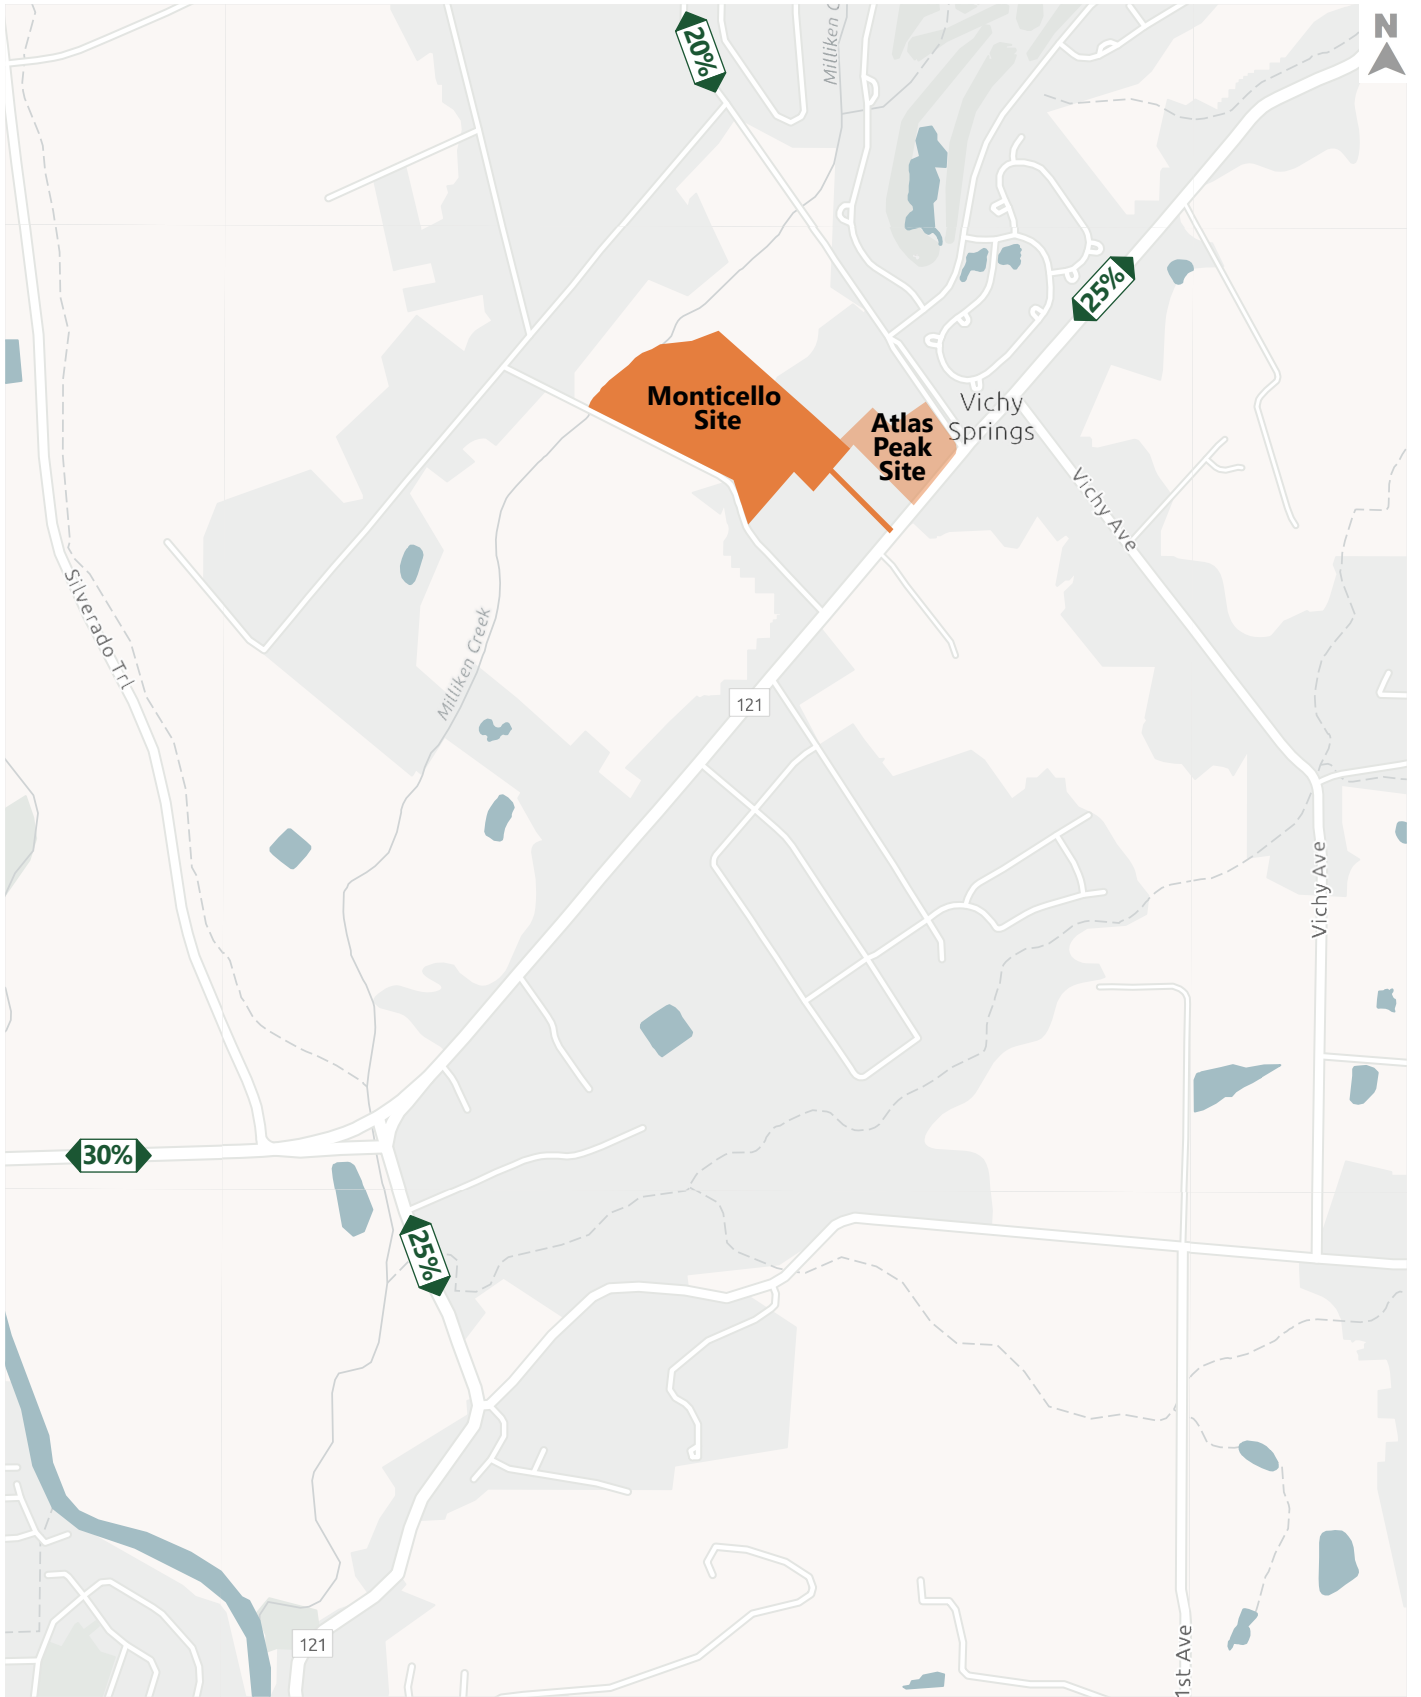 N
20%
Milliken C
25%
Monticello
Site
Atlas
Peak
Site
Vichy
Springs
Vichy Ave
Silverado Trl
Milliken Creek
121
Vichy Ave
30%
25%
121
1st Ave